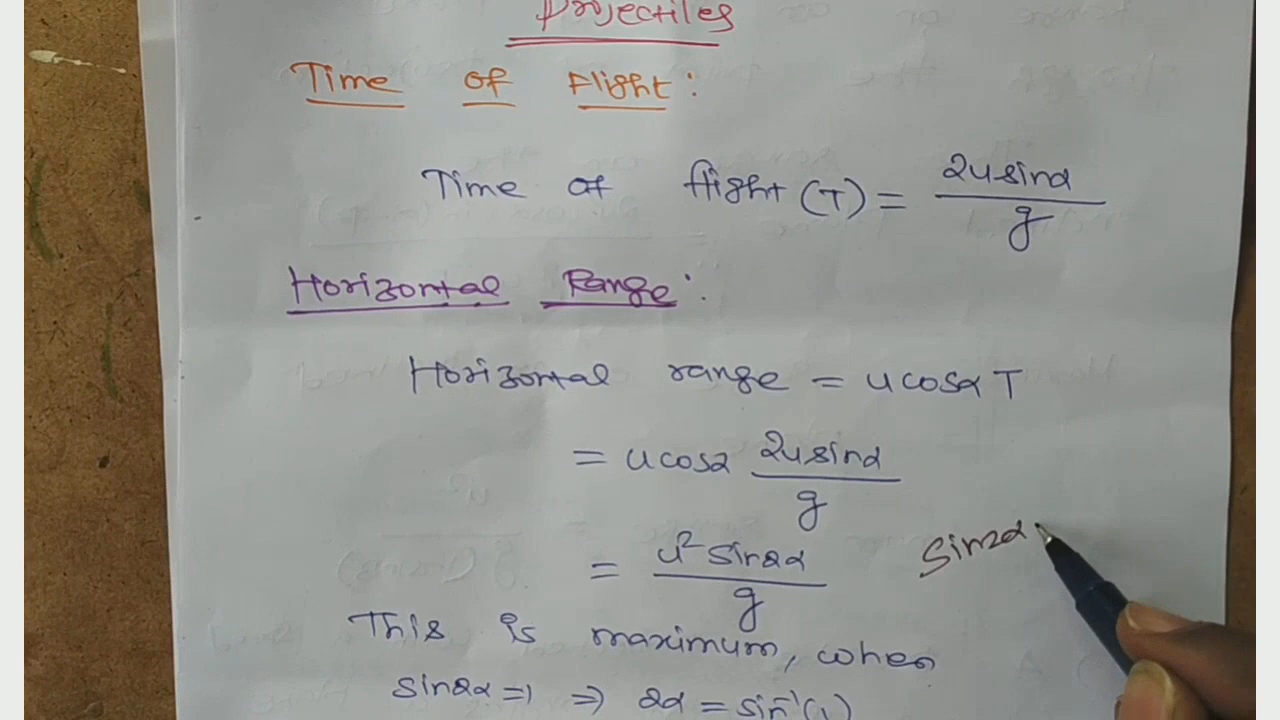 Projectiles
Time of Flight:
Time of flight (T) = 2u sinα / g
Horizontal Range:
Horizontal range = u cosα T
= u cosα 2u sinα / g
= u² sin2α / g
sin2α
This is maximum, when
sin2α = 1 ⇒ 2α = sin⁻¹(1)